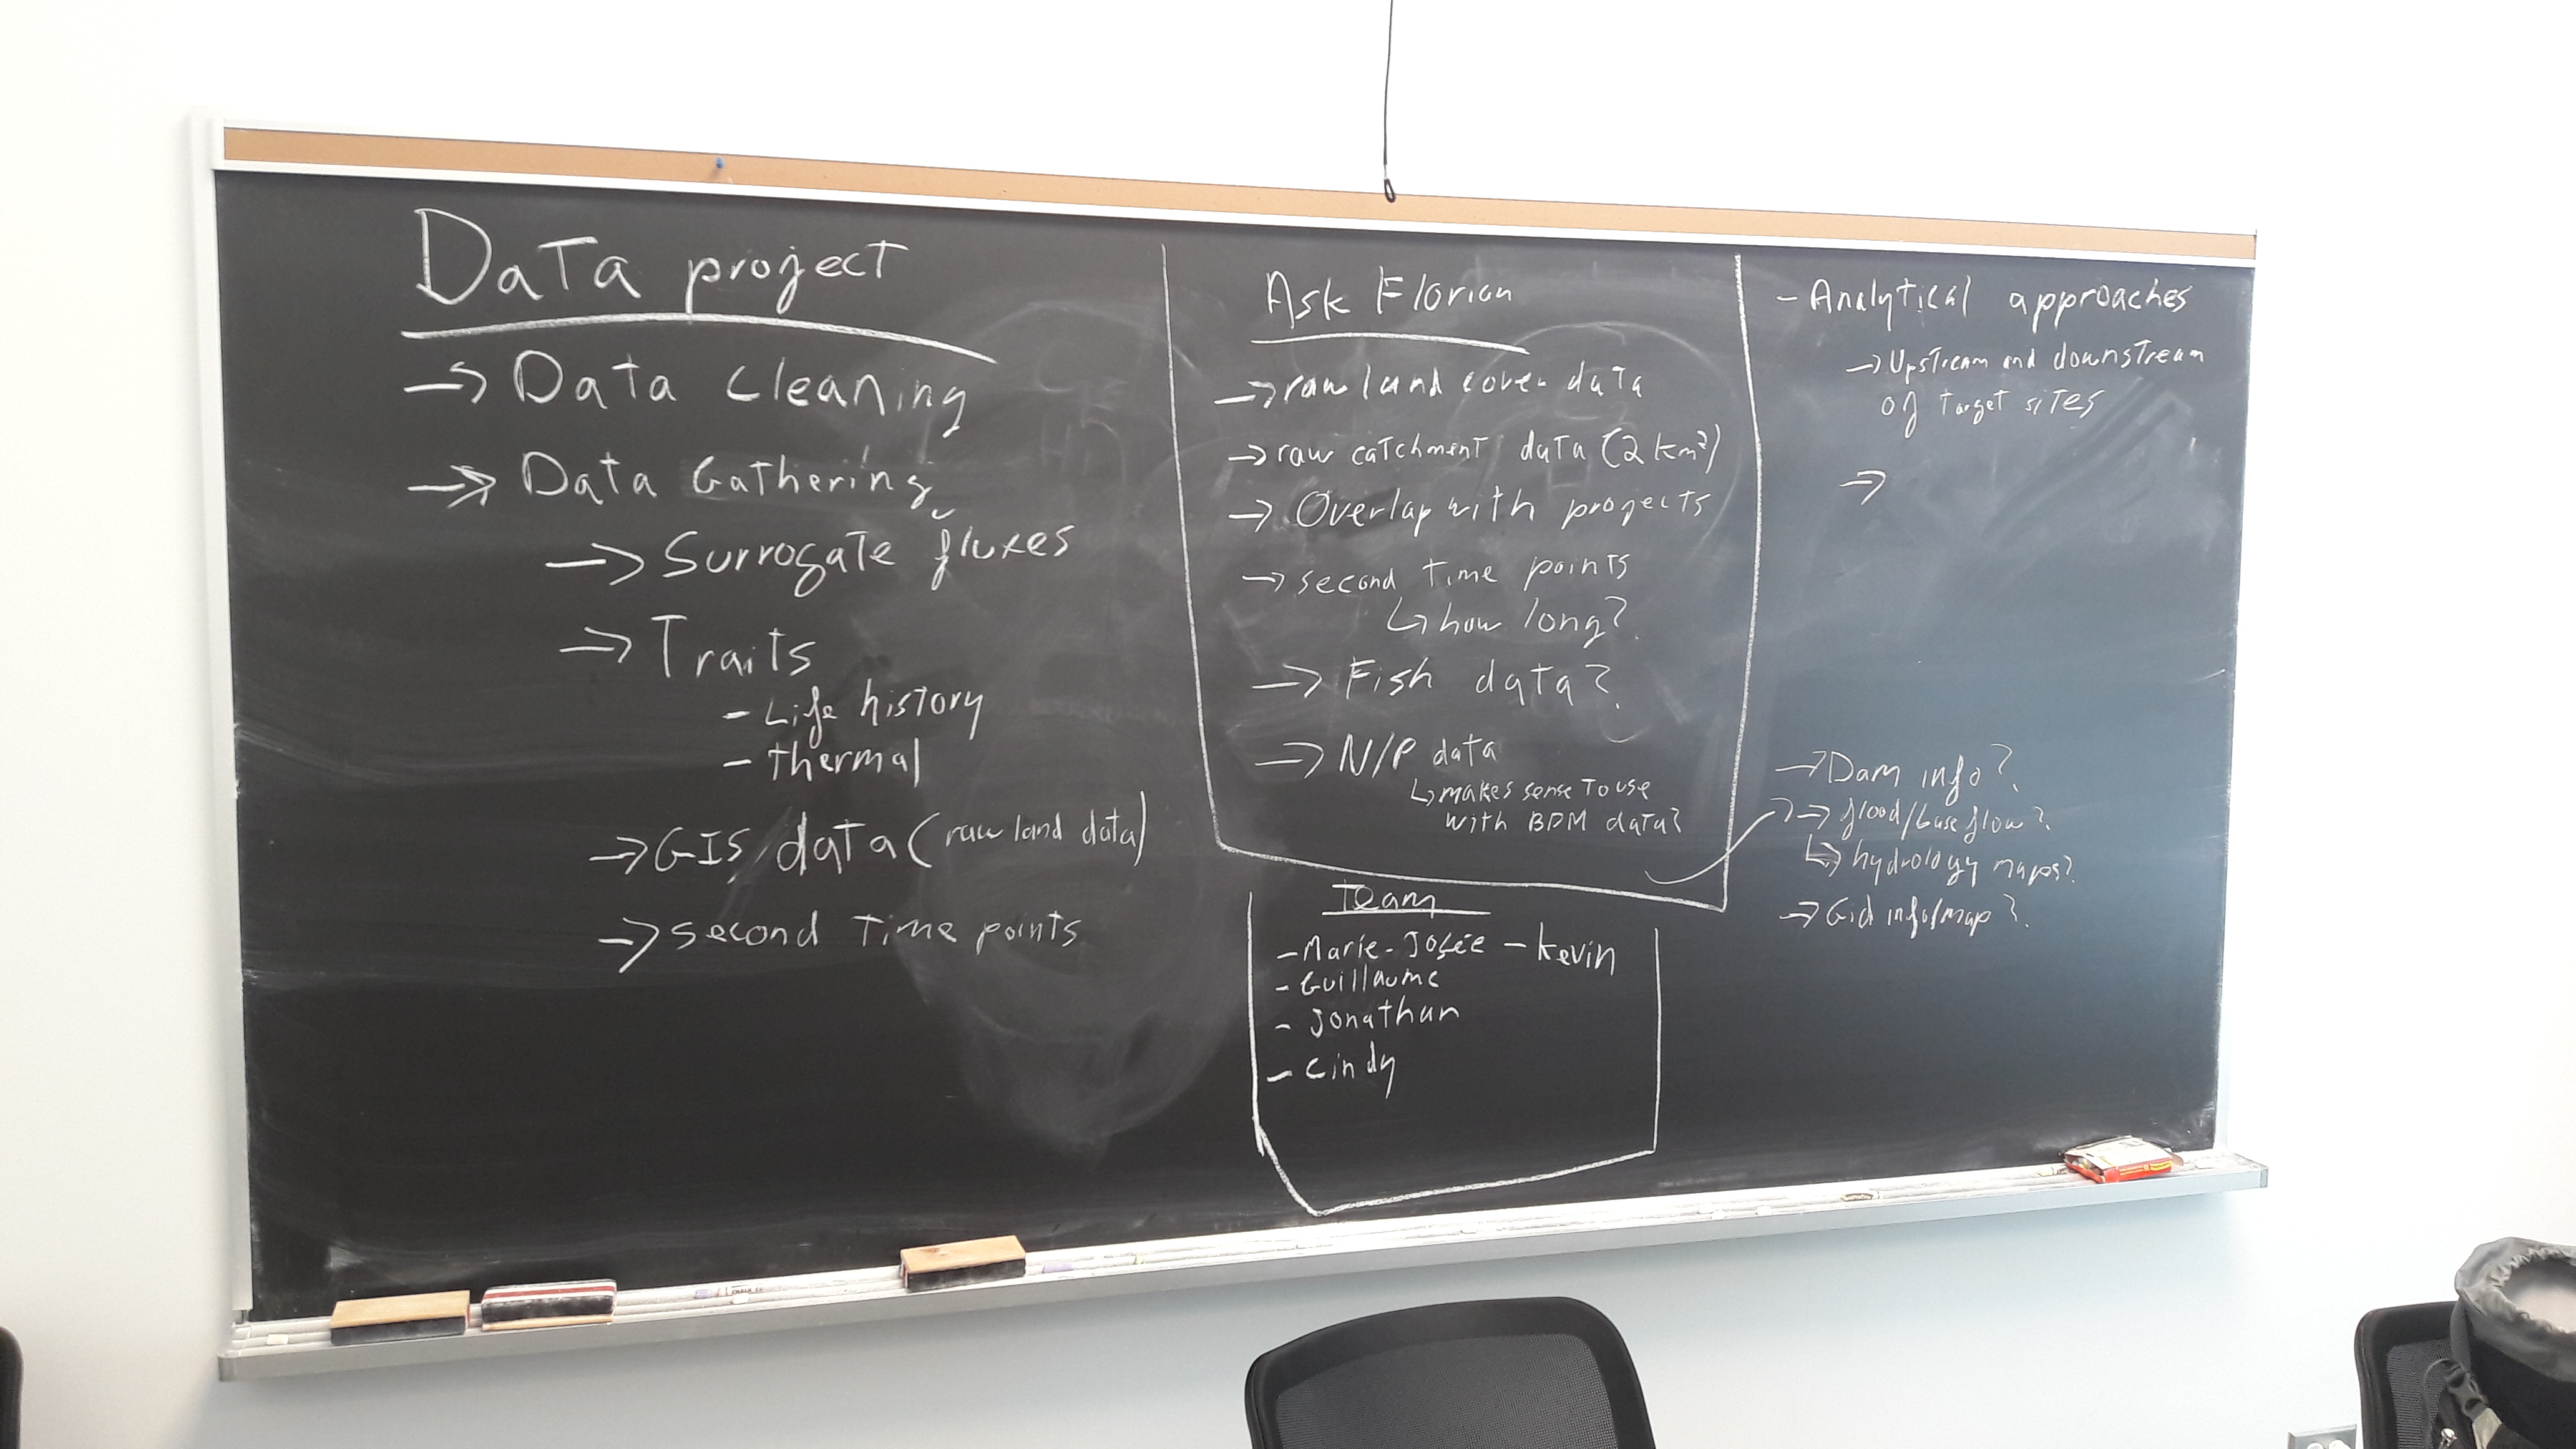 Data project
→ Data cleaning
→ Data Gathering
→ Surrogate fluxes
→ Traits
- Life history
- thermal
→ GIS data (raw land data)
→ second time points
Ask Florian
→ raw land cover data
→ raw catchment data (2 km²)
→ Overlap with projects
→ second time points
↳ how long?
→ Fish data?
→ N/P data
↳ makes sense to use
with BDM data?
Team
- Marie-Josée - Kevin
- Guillaume
- Jonathan
- Cindy
- Analytical approaches
→ Upstream and downstream
of target sites
→
→ Dam info?
→ flood/base flow?
↳ hydrology maps?
→ info/map?